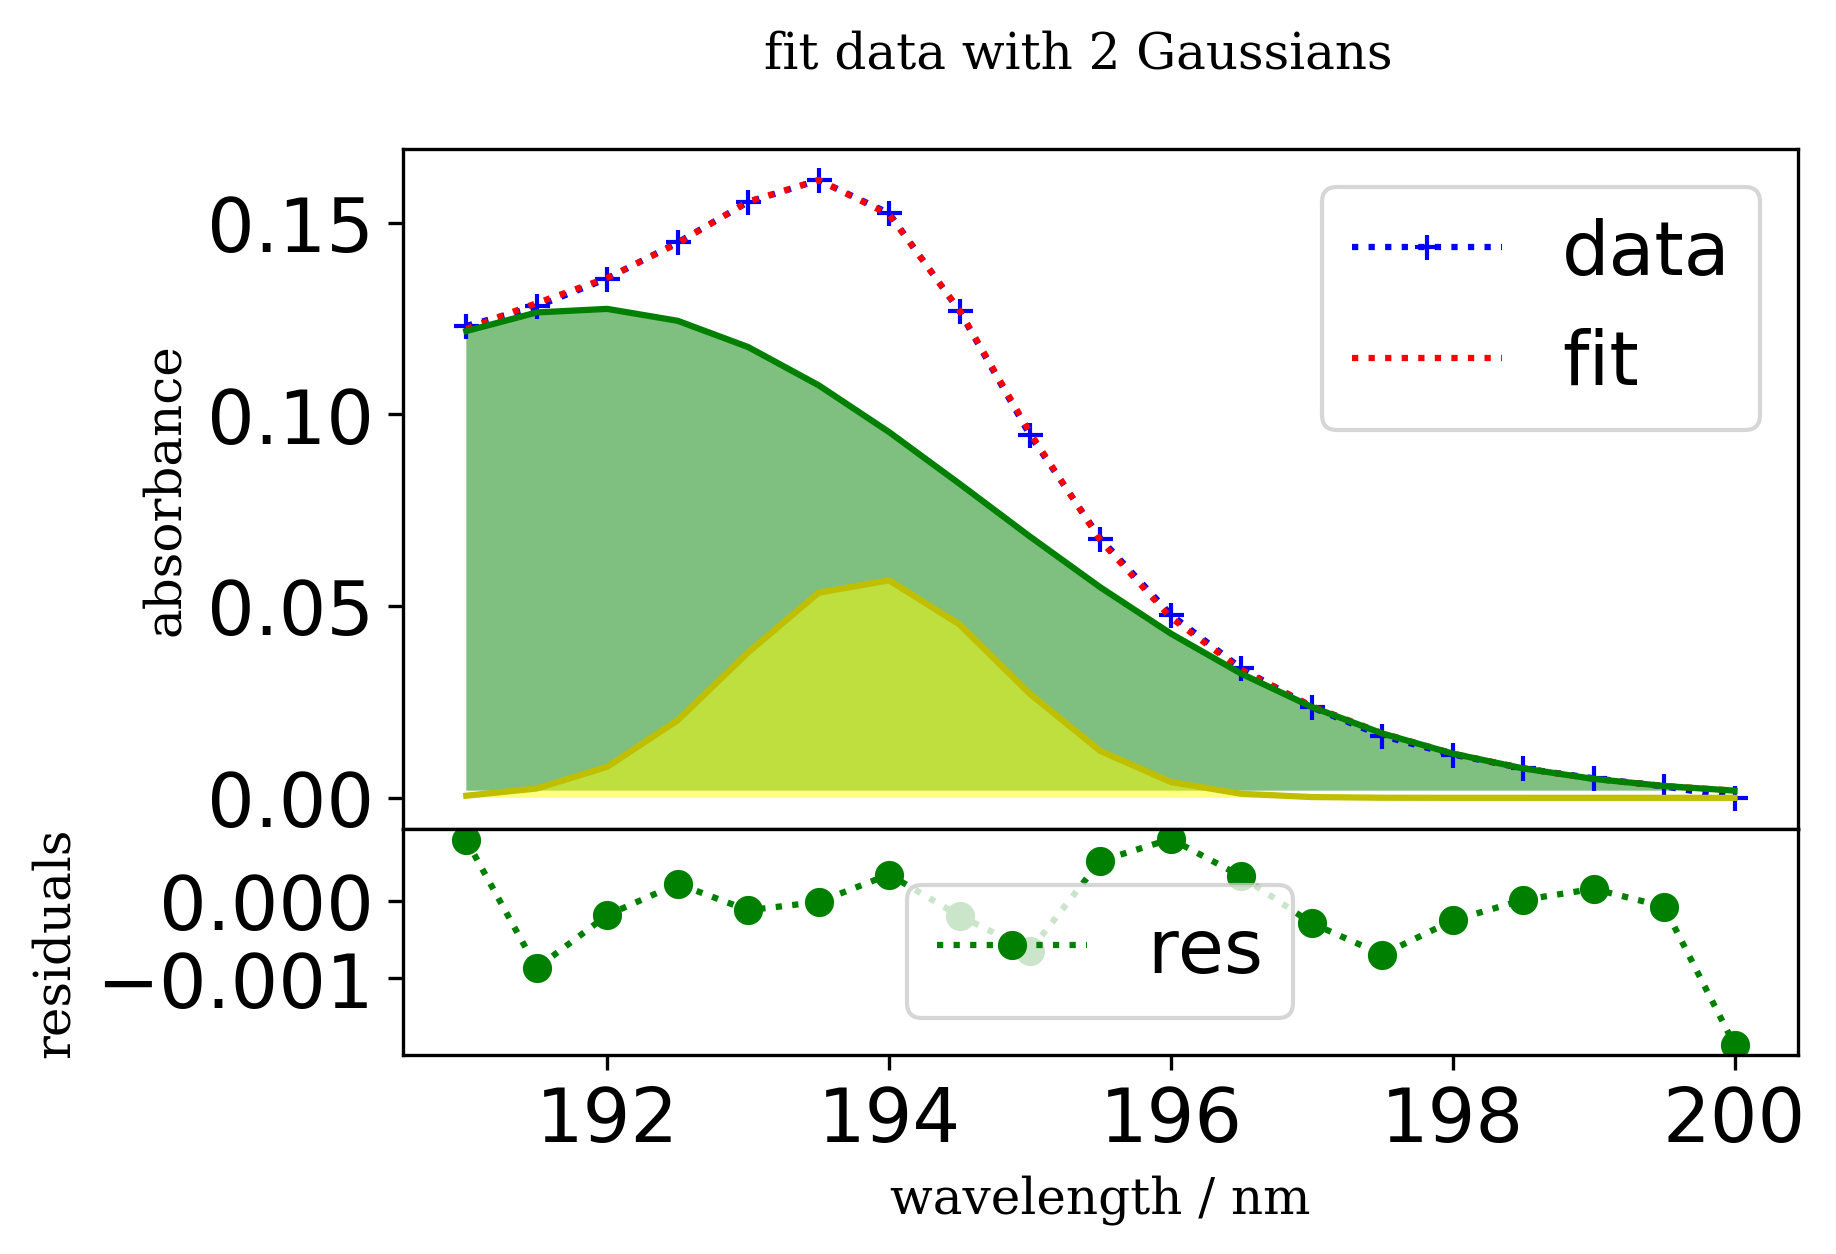 fit data with 2 Gaussians
absorbance
0.15
0.10
0.05
0.00
data
fit
residuals
0.000
−0.001
res
192 194 196 198 200
wavelength / nm